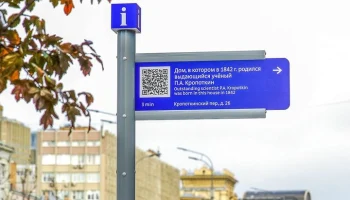 i
Дом, в котором в 1842 г. родился
выдающийся учёный
П.А. Кропоткин
Outstanding scientist P.A. Kropotkin
was born in this house in 1842
5 min
Кропоткинский пер, д. 26